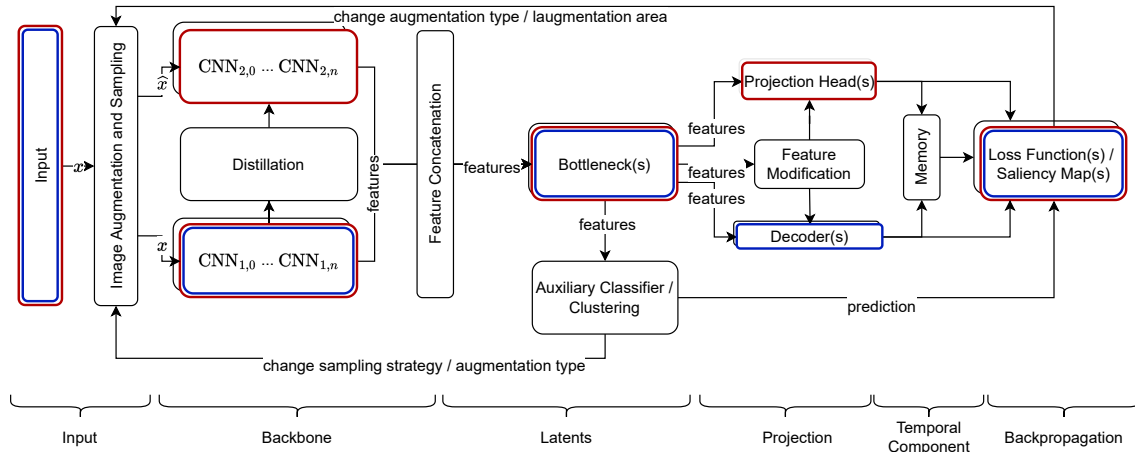 change augmentation type / laugmentation area
Input
x
Image Augmentation and Sampling
x̂
x
CNN2,0 ... CNN2,n
Distillation
CNN1,0 ... CNN1,n
features
Feature Concatenation
features
Bottleneck(s)
features
features
features
features
Projection Head(s)
Feature
Modification
Decoder(s)
Memory
Loss Function(s) /
Saliency Map(s)
Auxiliary Classifier /
Clustering
prediction
change sampling strategy / augmentation type
Input
Backbone
Latents
Projection
Temporal
Component
Backpropagation